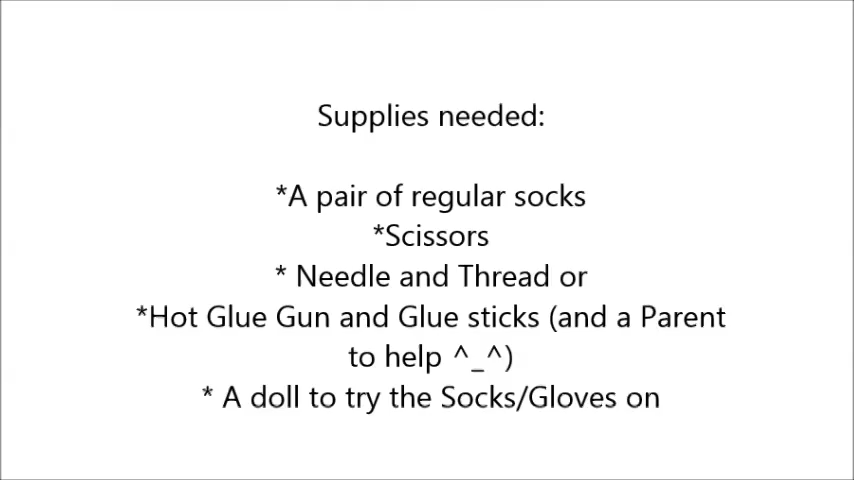 Supplies needed:
*A pair of regular socks
*Scissors
* Needle and Thread or
*Hot Glue Gun and Glue sticks (and a Parent
to help ^_^)
* A doll to try the Socks/Gloves on